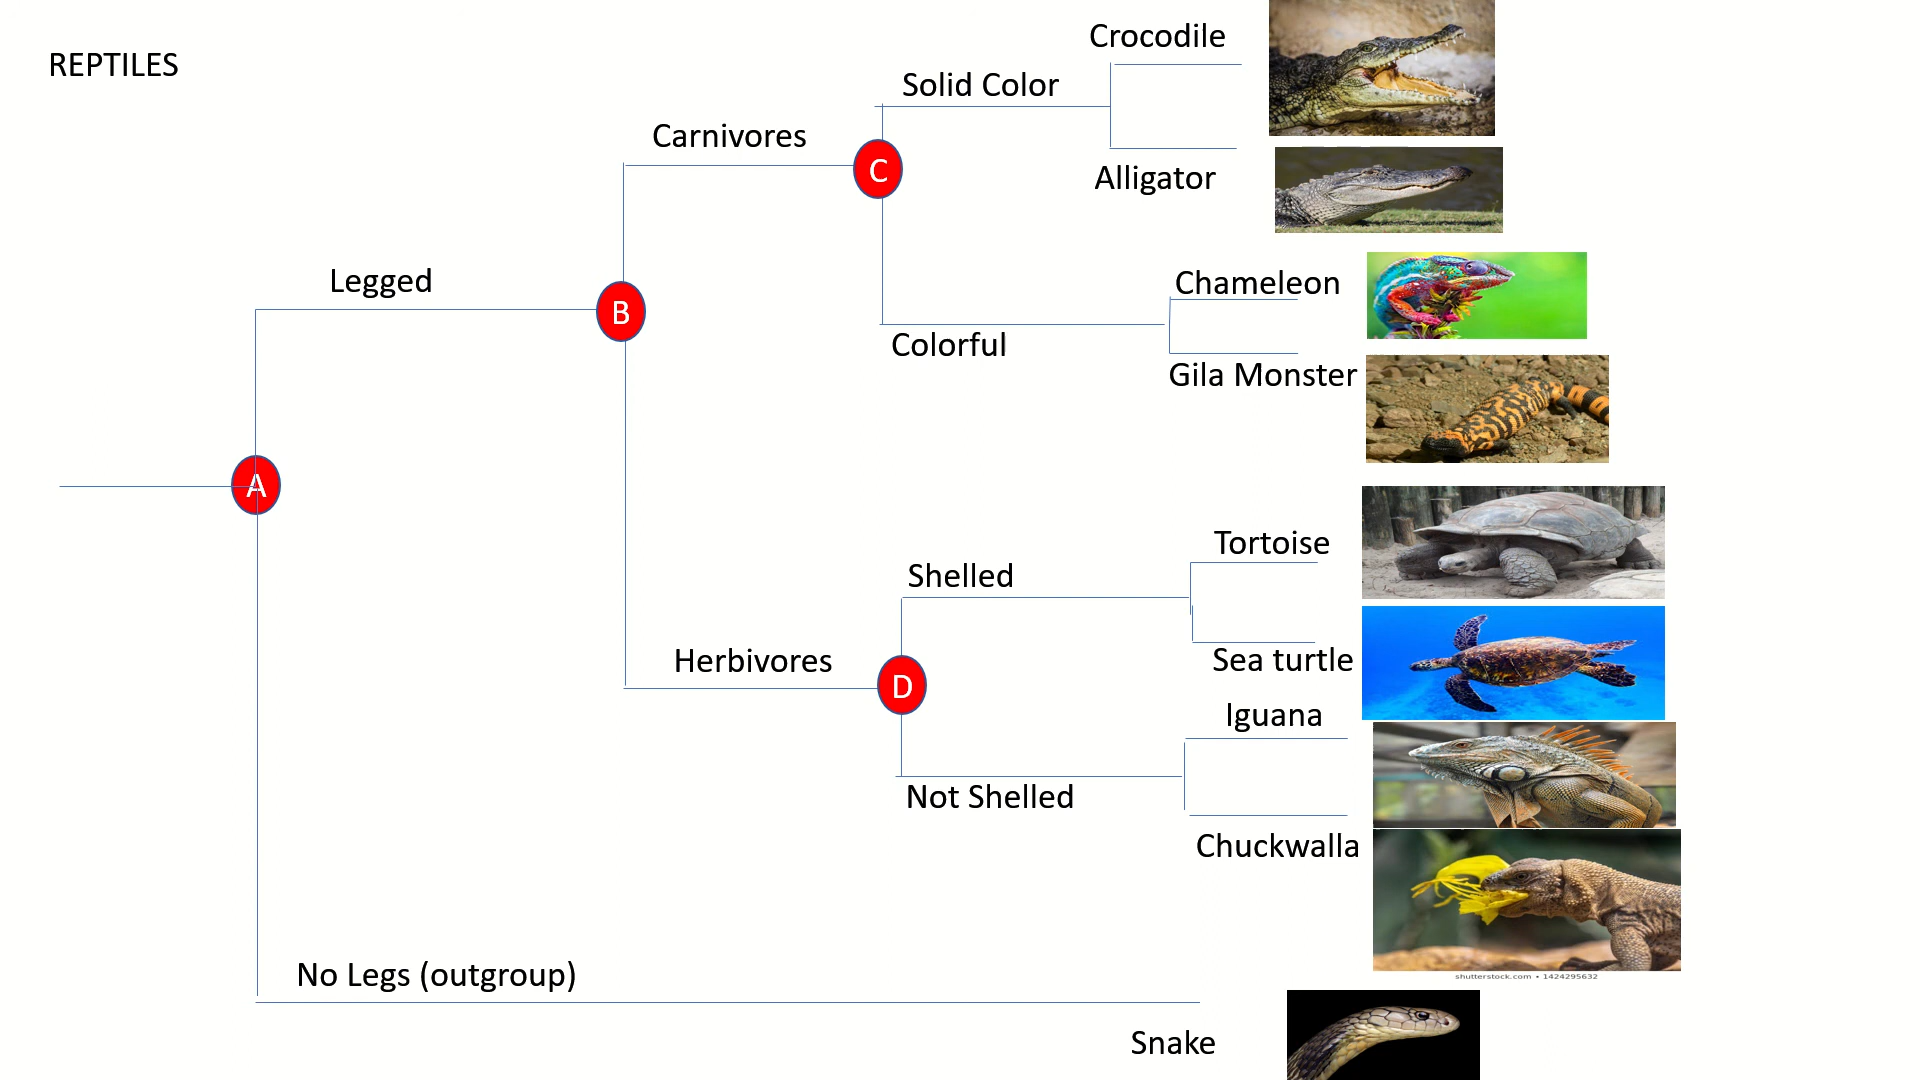 REPTILES
Crocodile
Solid Color
Carnivores
C
Alligator
Legged
B
Chameleon
Colorful
Gila Monster
A
Tortoise
Shelled
Herbivores
Sea turtle
D
Iguana
Not Shelled
Chuckwalla
No Legs (outgroup)
shutterstock.com • 1424295632
Snake